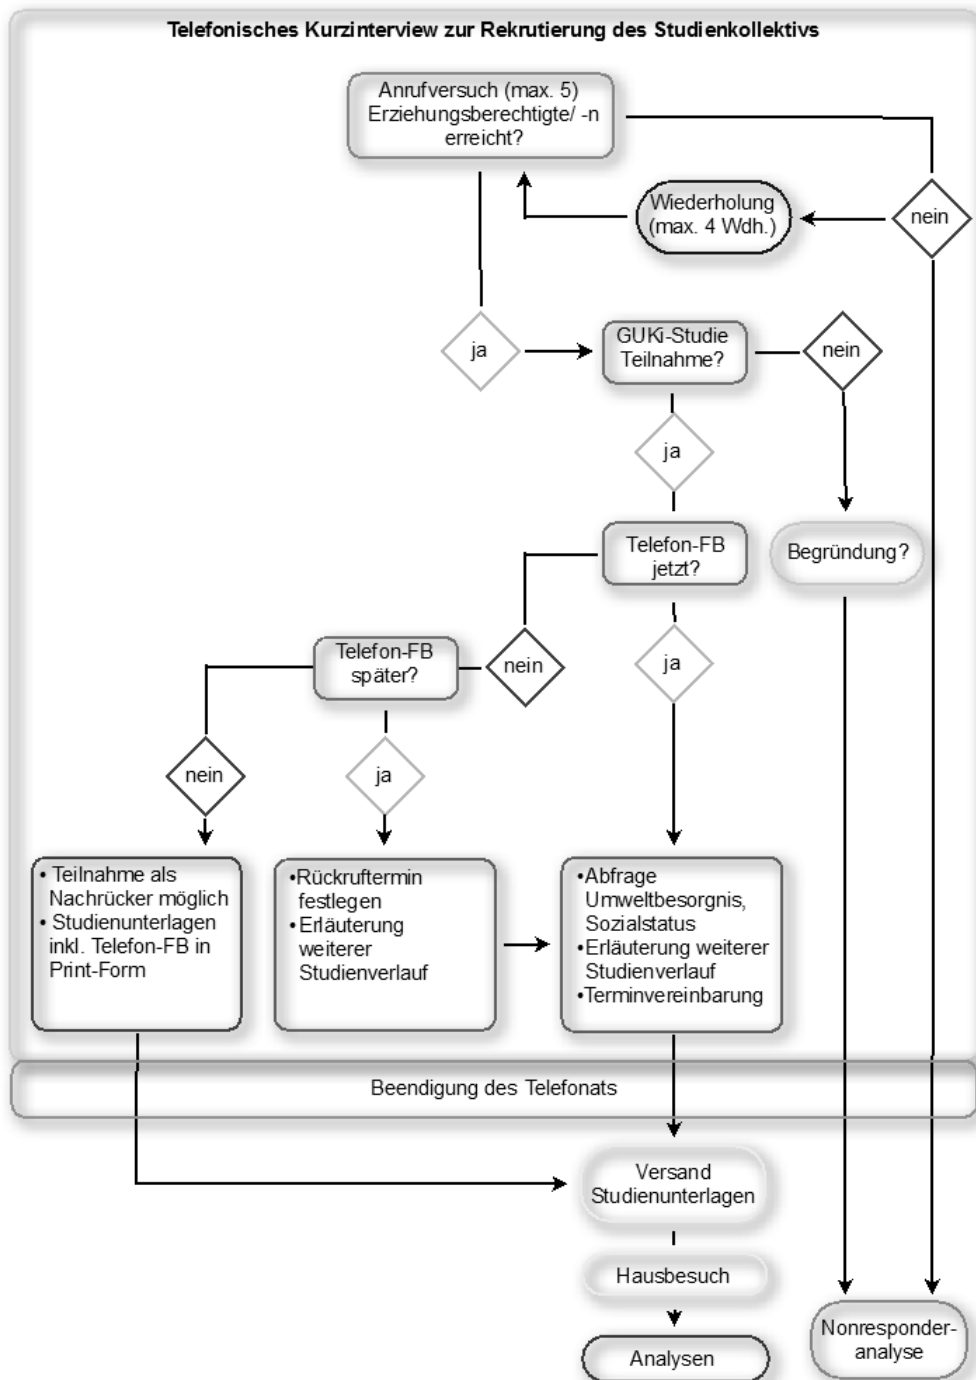 Telefonisches Kurzinterview zur Rekrutierung des Studienkollektivs
Anrufversuch (max. 5)
Erziehungsberechtigte/ -n
erreicht?
Wiederholung
(max. 4 Wdh.)
nein
ja
GUKi-Studie
Teilnahme?
nein
ja
Telefon-FB
jetzt?
Begründung?
Telefon-FB
später?
nein
ja
nein
ja
• Teilnahme als
Nachrücker möglich
• Studienunterlagen
inkl. Telefon-FB in
Print-Form
•Rückruftermin
festlegen
• Erläuterung
weiterer
Studienverlauf
•Abfrage
Umweltbesorgnis,
Sozialstatus
•Erläuterung weiterer
Studienverlauf
•Terminvereinbarung
Beendigung des Telefonats
Versand
Studienunterlagen
Hausbesuch
Analysen
Nonresponder-
analyse